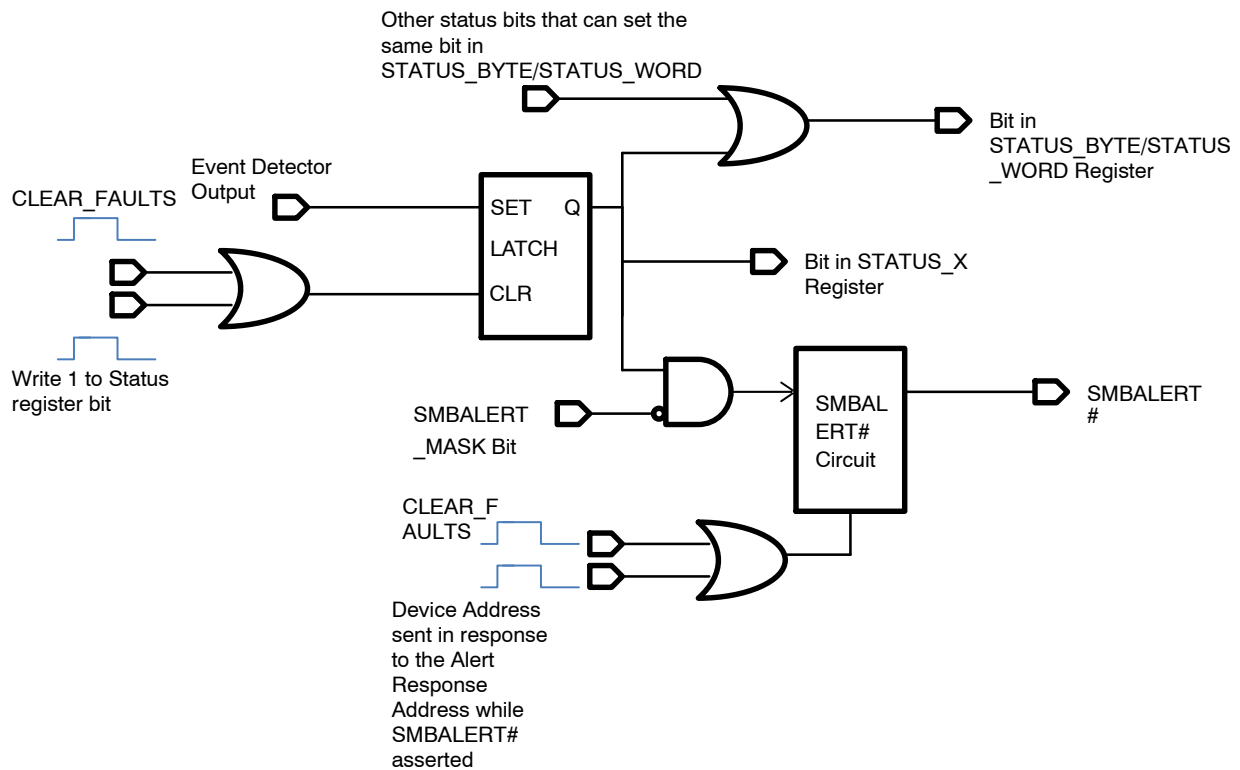 Other status bits that can set the
same bit in
STATUS_BYTE/STATUS_WORD
Bit in
STATUS_BYTE/STATUS
_WORD Register
Event Detector
Output
CLEAR_FAULTS
SET Q
LATCH
CLR
Bit in STATUS_X
Register
Write 1 to Status
register bit
SMBALERT
_MASK Bit
SMBAL
ERT#
Circuit
SMBALERT
#
CLEAR_F
AULTS
Device Address
sent in response
to the Alert
Response
Address while
SMBALERT#
asserted